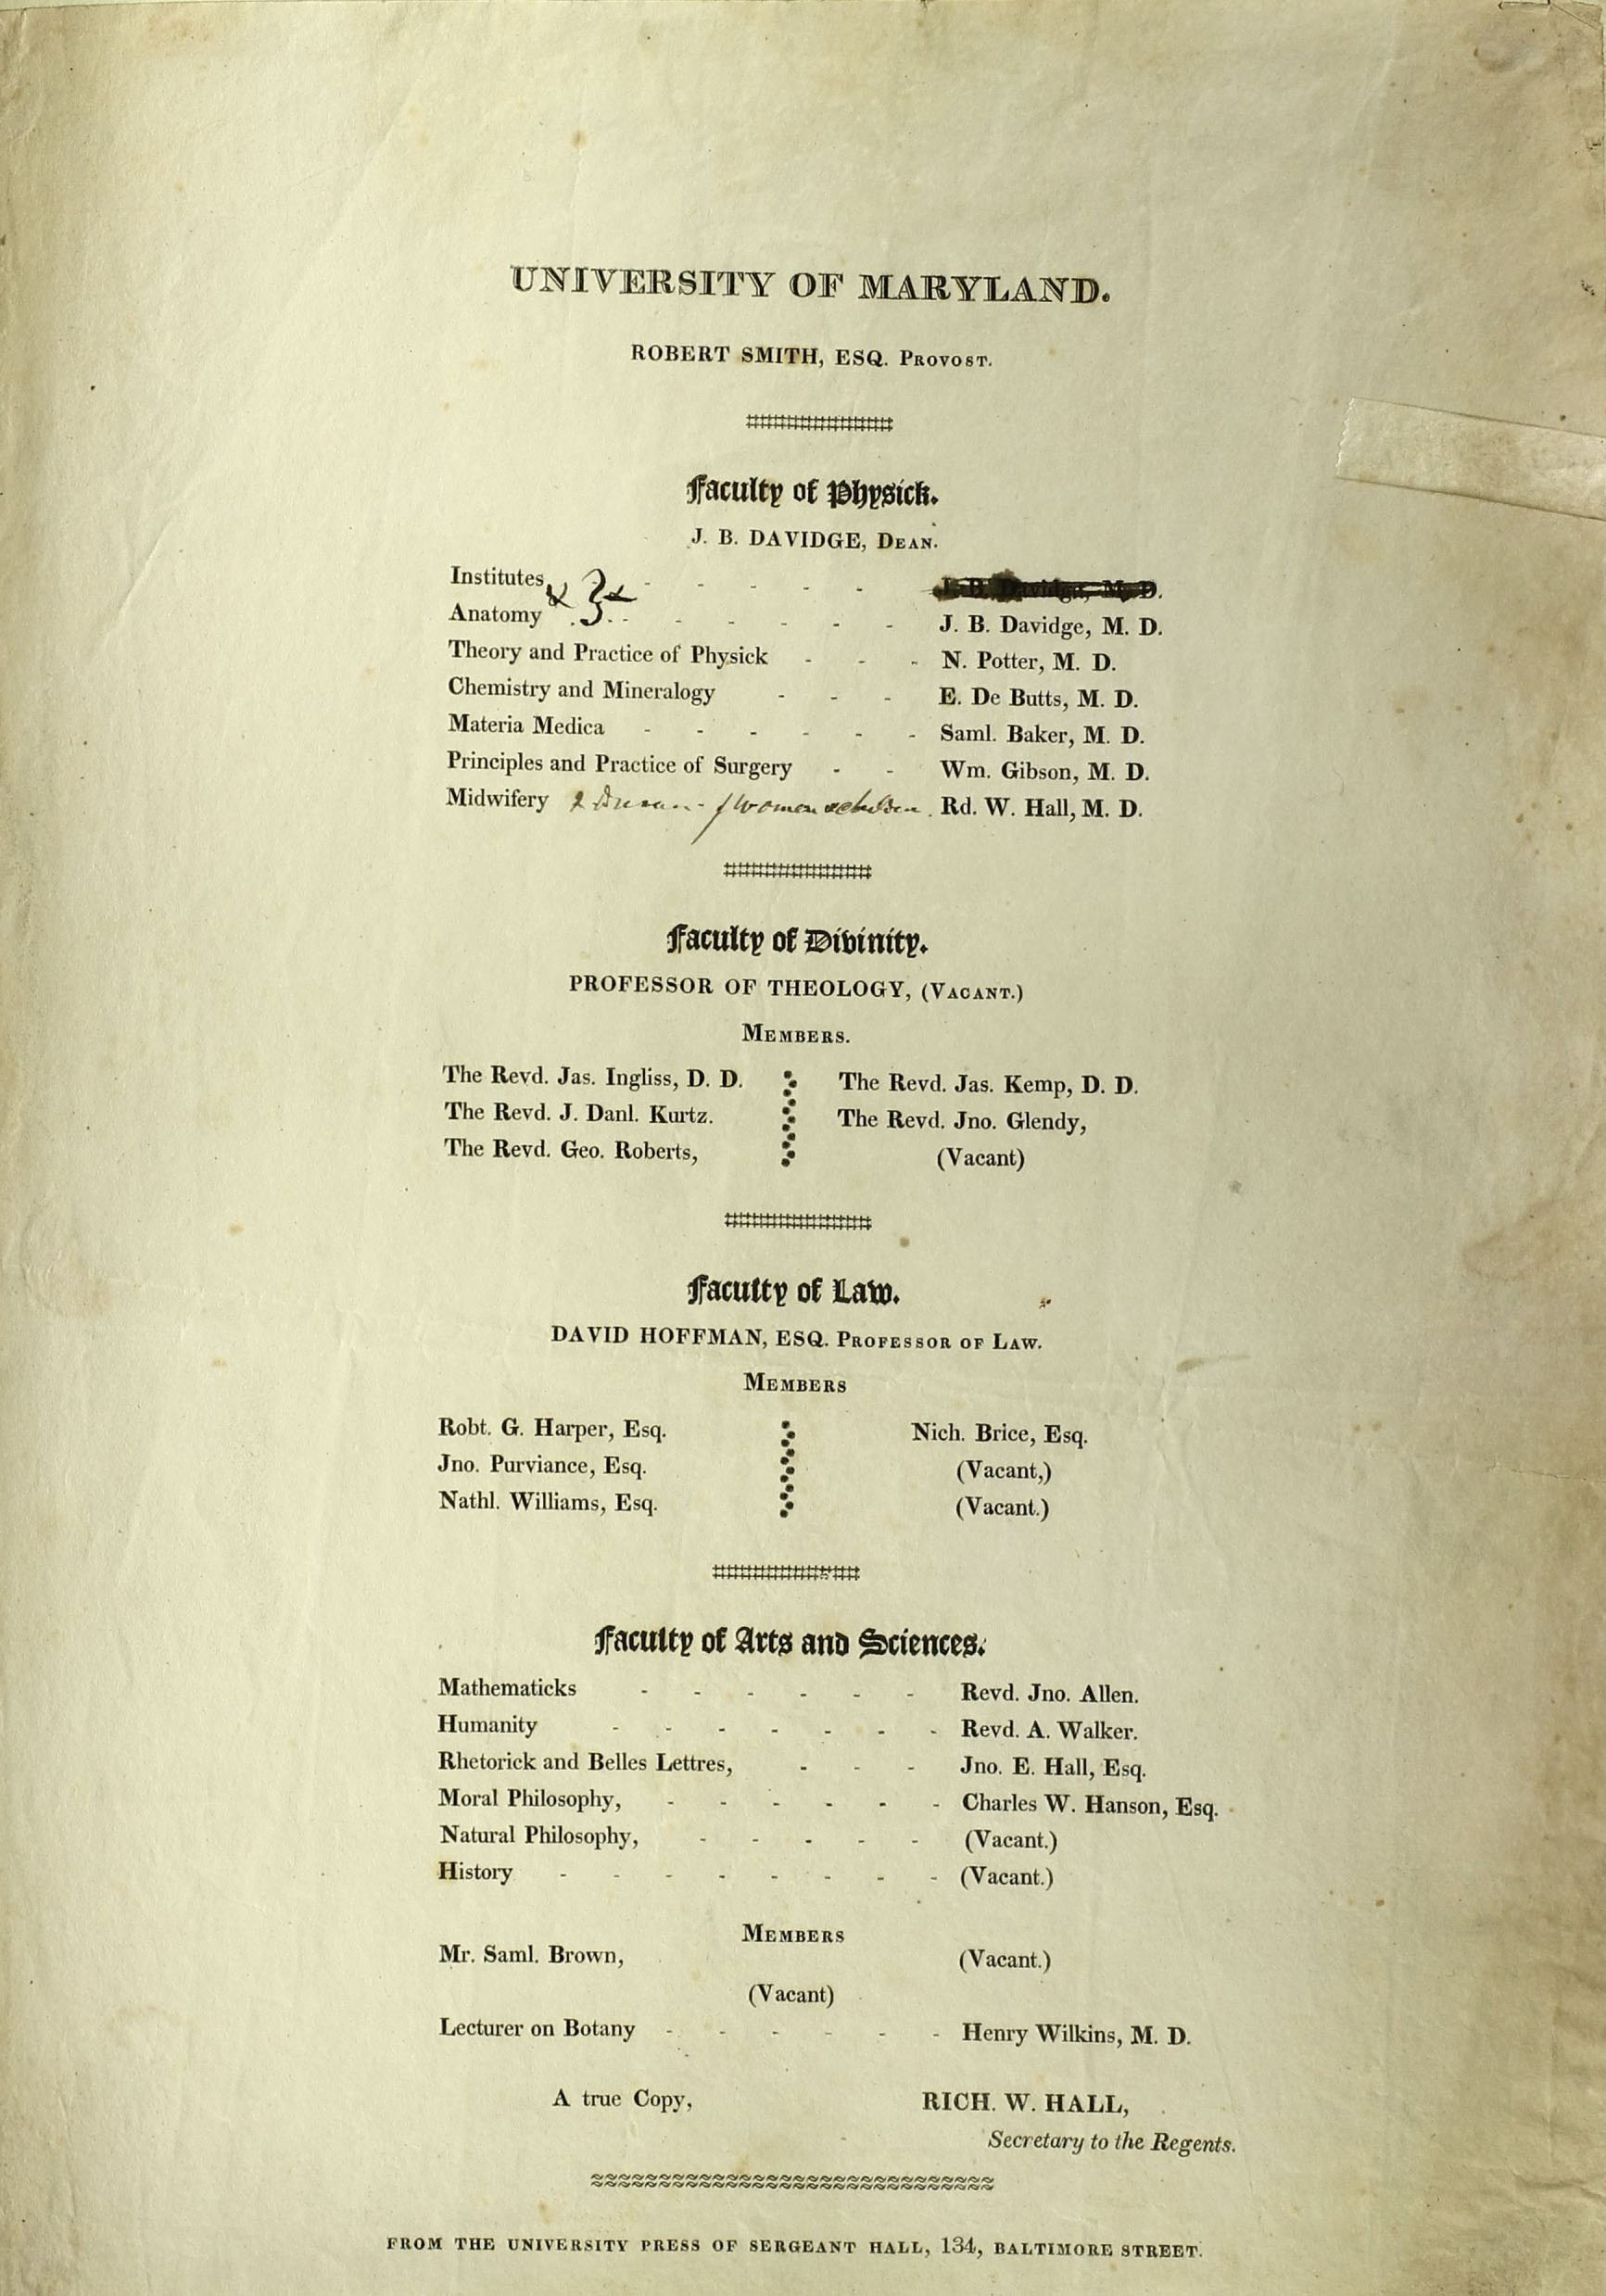 UNIVERSITY OF MARYLAND.
ROBERT SMITH, ESQ. PROVOST.
Faculty of Physick.
J. B. DAVIDGE, DEAN.
Institutes & - - - - - J. B. Davidge, M. D.
Anatomy - - - - - - J. B. Davidge, M. D.
Theory and Practice of Physick - - - N. Potter, M. D.
Chemistry and Mineralogy - - - E. De Butts, M. D.
Materia Medica - - - - - - Saml. Baker, M. D.
Principles and Practice of Surgery - - Wm. Gibson, M. D.
Midwifery & of women & children. Rd. W. Hall, M. D.
Faculty of Divinity.
PROFESSOR OF THEOLOGY, (VACANT.)
MEMBERS.
The Revd. Jas. Ingliss, D. D. The Revd. Jas. Kemp, D. D.
The Revd. J. Danl. Kurtz. The Revd. Jno. Glendy,
The Revd. Geo. Roberts, (Vacant)
Faculty of Law.
DAVID HOFFMAN, ESQ. PROFESSOR OF LAW.
MEMBERS
Robt. G. Harper, Esq. Nich. Brice, Esq.
Jno. Purviance, Esq. (Vacant,)
Nathl. Williams, Esq. (Vacant.)
Faculty of Arts and Sciences.
Mathematicks - - - - - - Revd. Jno. Allen.
Humanity - - - - - - - Revd. A. Walker.
Rhetorick and Belles Lettres, - - - Jno. E. Hall, Esq.
Moral Philosophy, - - - - - - Charles W. Hanson, Esq.
Natural Philosophy, - - - - - (Vacant.)
History - - - - - - - - (Vacant.)
MEMBERS
Mr. Saml. Brown, (Vacant.)
(Vacant)
Lecturer on Botany - - - - - - Henry Wilkins, M. D.
A true Copy, RICH. W. HALL,
Secretary to the Regents.
FROM THE UNIVERSITY PRESS OF SERGEANT HALL, 134, BALTIMORE STREET.